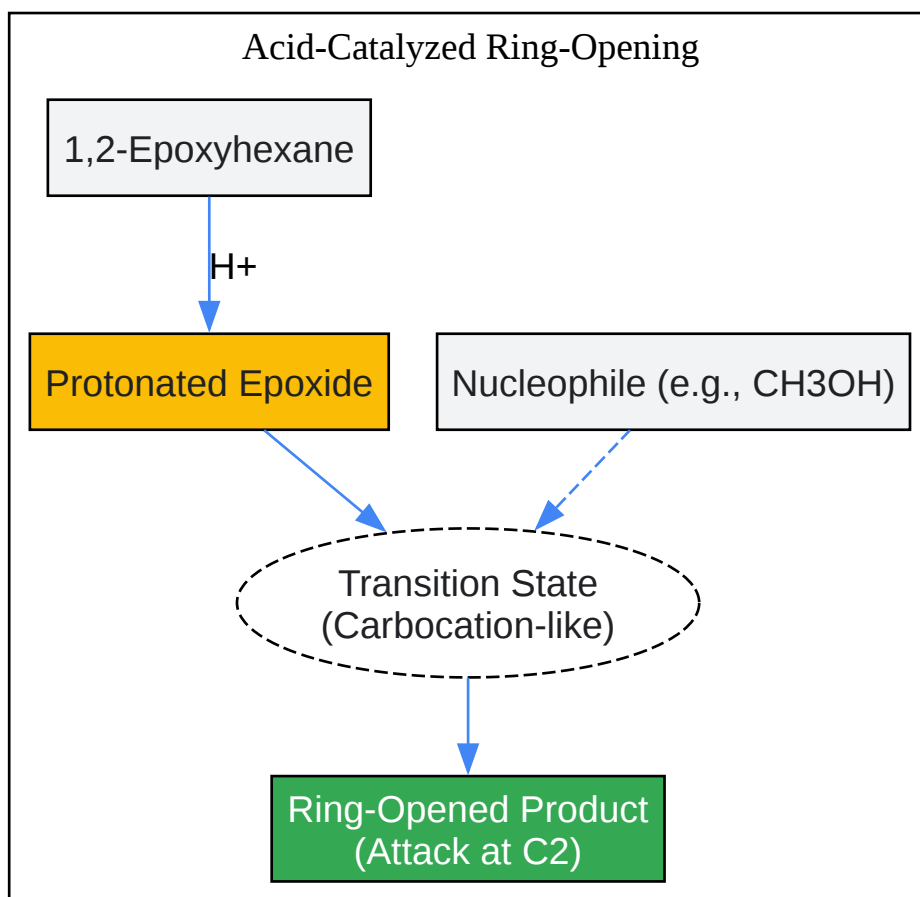 Acid-Catalyzed Ring-Opening
1,2-Epoxyhexane
H+
Protonated Epoxide
Nucleophile (e.g., CH3OH)
Transition State
(Carbocation-like)
Ring-Opened Product
(Attack at C2)